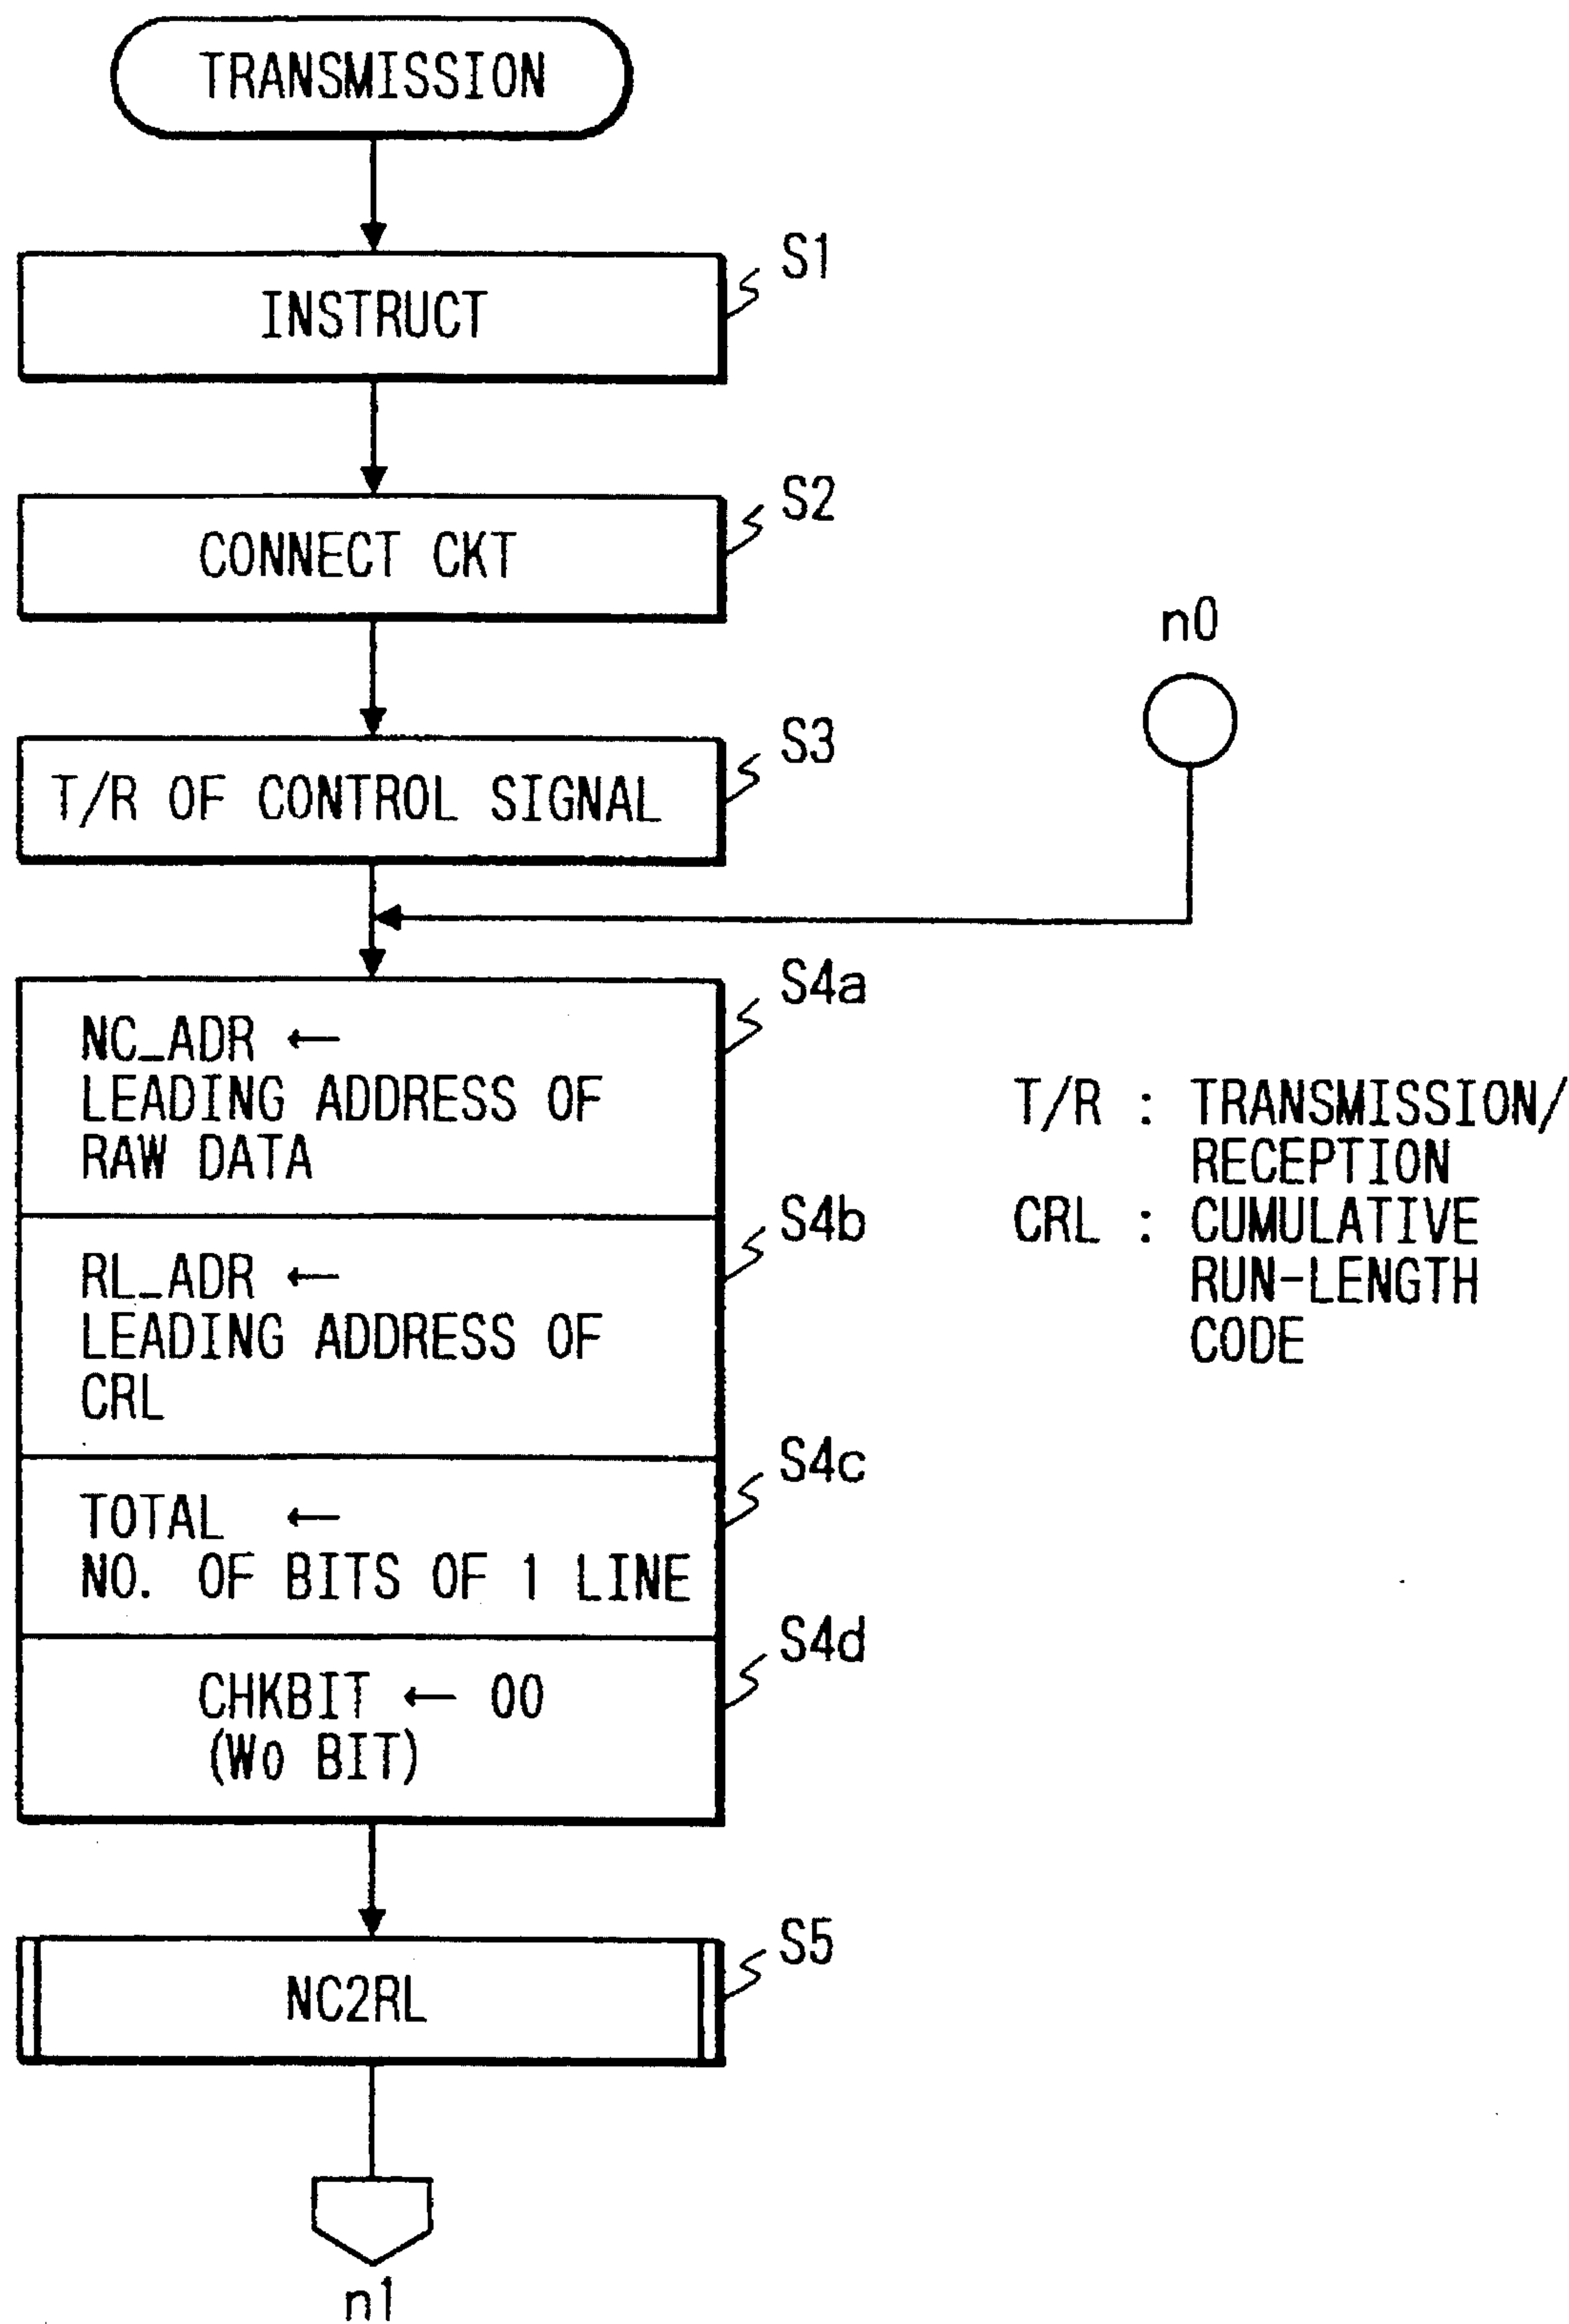 TRANSMISSION
S1
INSTRUCT
S2
CONNECT CKT
n0
S3
T/R OF CONTROL SIGNAL
S4a
NC_ADR ←
LEADING ADDRESS OF
RAW DATA
S4b
RL_ADR ←
LEADING ADDRESS OF
CRL
S4c
TOTAL ←
NO. OF BITS OF 1 LINE
S4d
CHKBIT ← 00
(W0 BIT)
S5
NC2RL
n1
T/R : TRANSMISSION/
RECEPTION
CRL : CUMULATIVE
RUN-LENGTH
CODE